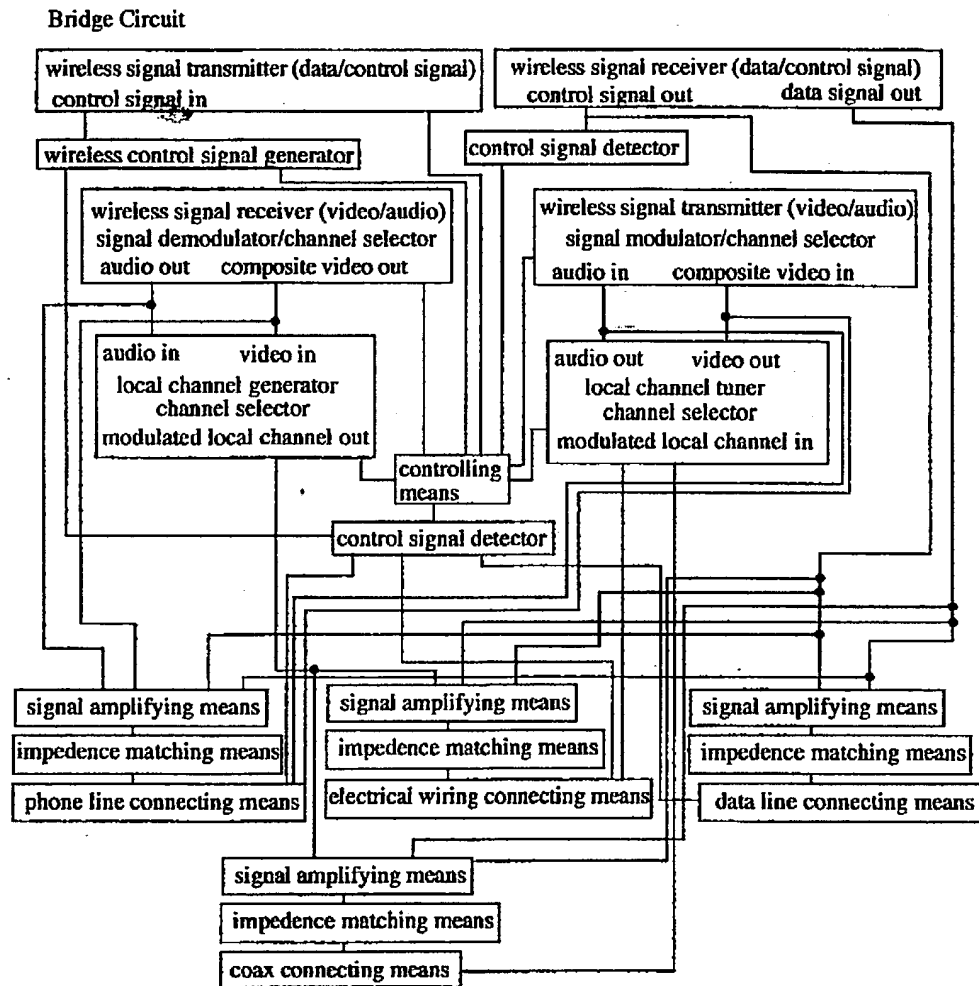 Bridge Circuit
wireless signal transmitter (data/control signal)
control signal in
wireless signal receiver (data/control signal)
control signal out data signal out
wireless control signal generator
control signal detector
wireless signal receiver (video/audio)
signal demodulator/channel selector
audio out composite video out
wireless signal transmitter (video/audio)
signal modulator/channel selector
audio in composite video in
audio in video in
local channel generator
channel selector
modulated local channel out
audio out video out
local channel tuner
channel selector
modulated local channel in
controlling
means
control signal detector
signal amplifying means
impedence matching means
phone line connecting means
signal amplifying means
impedence matching means
electrical wiring connecting means
signal amplifying means
impedence matching means
data line connecting means
signal amplifying means
impedence matching means
coax connecting means